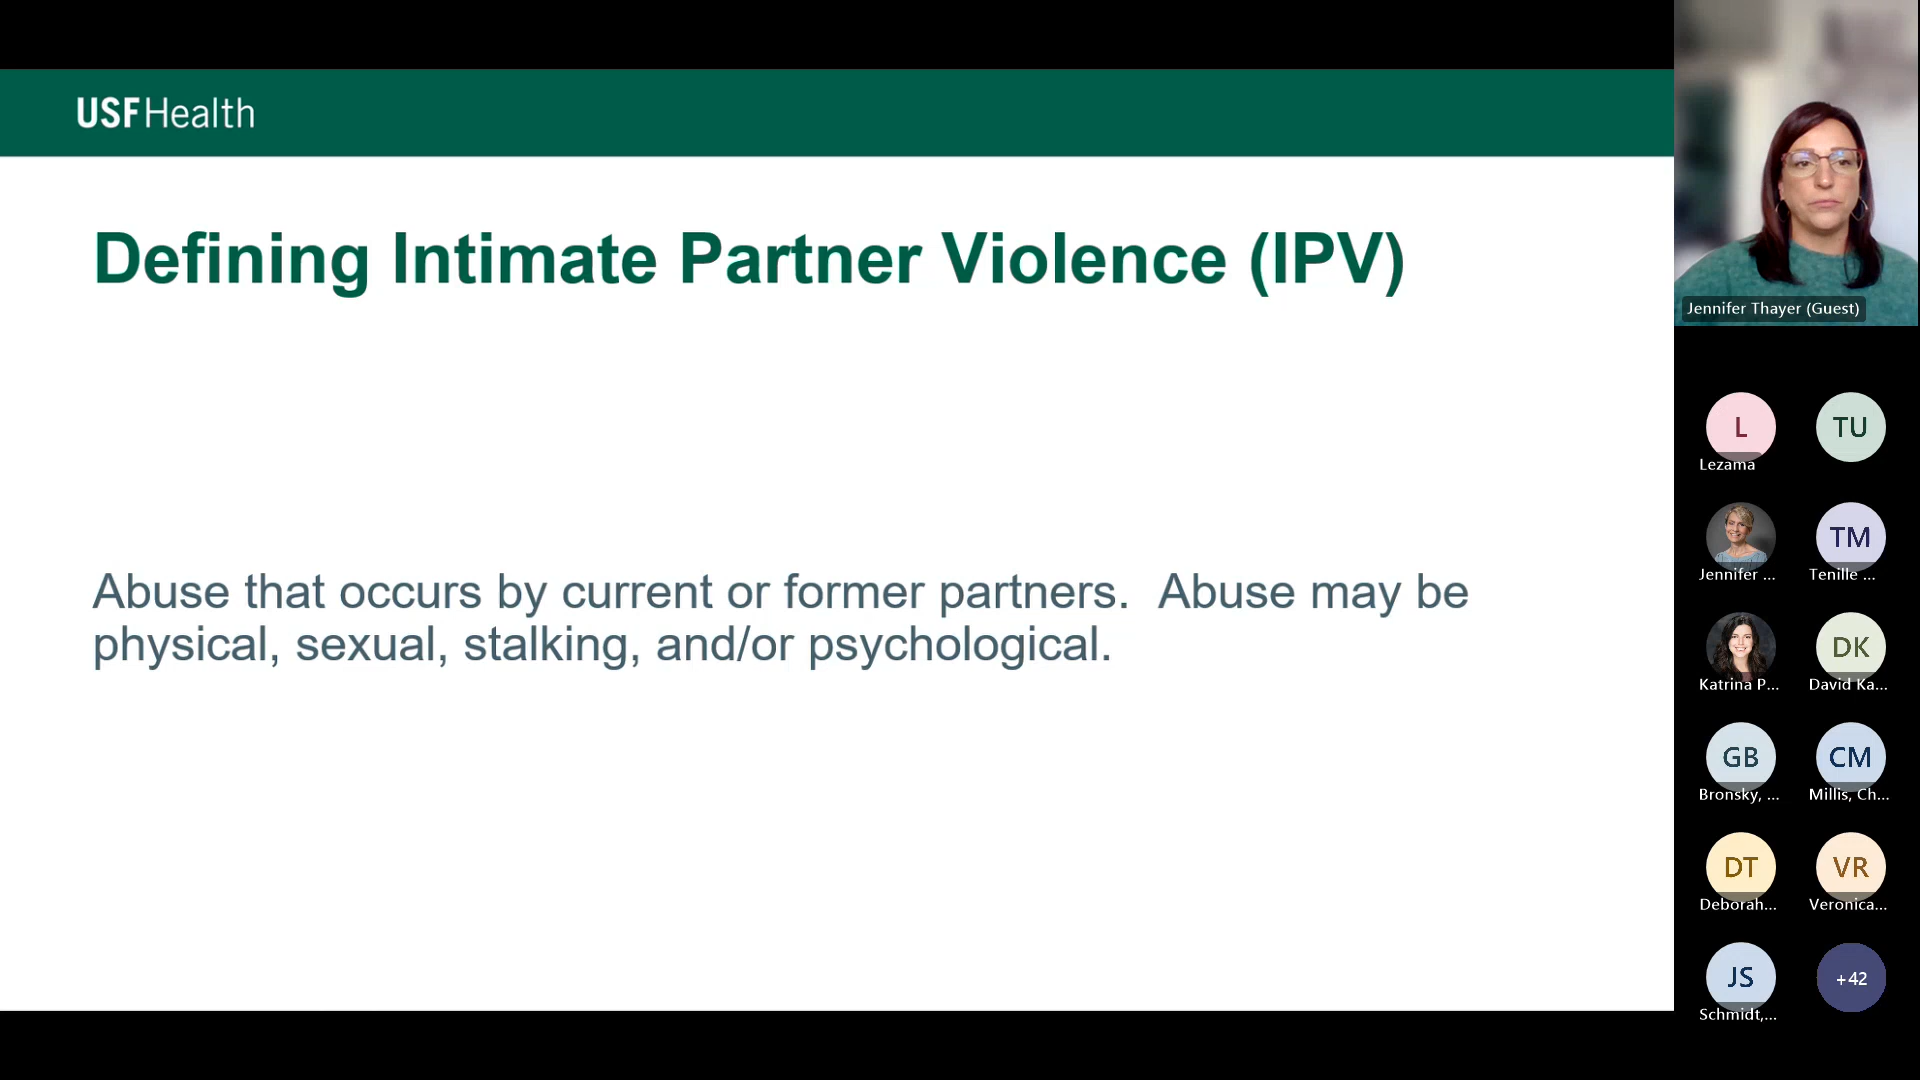 USF Health
Defining Intimate Partner Violence (IPV)
Abuse that occurs by current or former partners.  Abuse may be
physical, sexual, stalking, and/or psychological.
Jennifer Thayer (Guest)
L
Lezama
TU
Jennifer ...
TM
Tenille ...
Katrina P...
DK
David Ka...
GB
Bronsky, ...
CM
Millis, Ch...
DT
Deborah...
VR
Veronica...
JS
Schmidt,...
+42